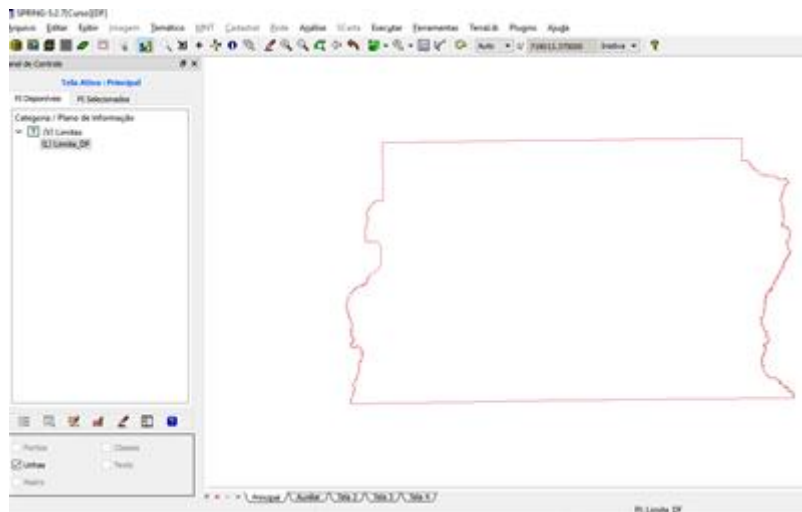 SPRING-5.2.7[Curso][DF]
Arquivo Editar Exibir Imagem Temático MNT Cadastral Rede Análise SCarta Executar Ferramentas TerraLib Plugins Ajuda
Auto 1/ Inativa
Painel de Controle
Tela Ativa : Principal
PI Disponíveis PI Selecionados
Categoria / Plano de Informação
(V) Limites
(L) Limite_DF
Pontos Classes
Linhas Texto
Matriz
Principal Auxiliar Tela 2 Tela 3 Tela 4
PI: Limite_DF